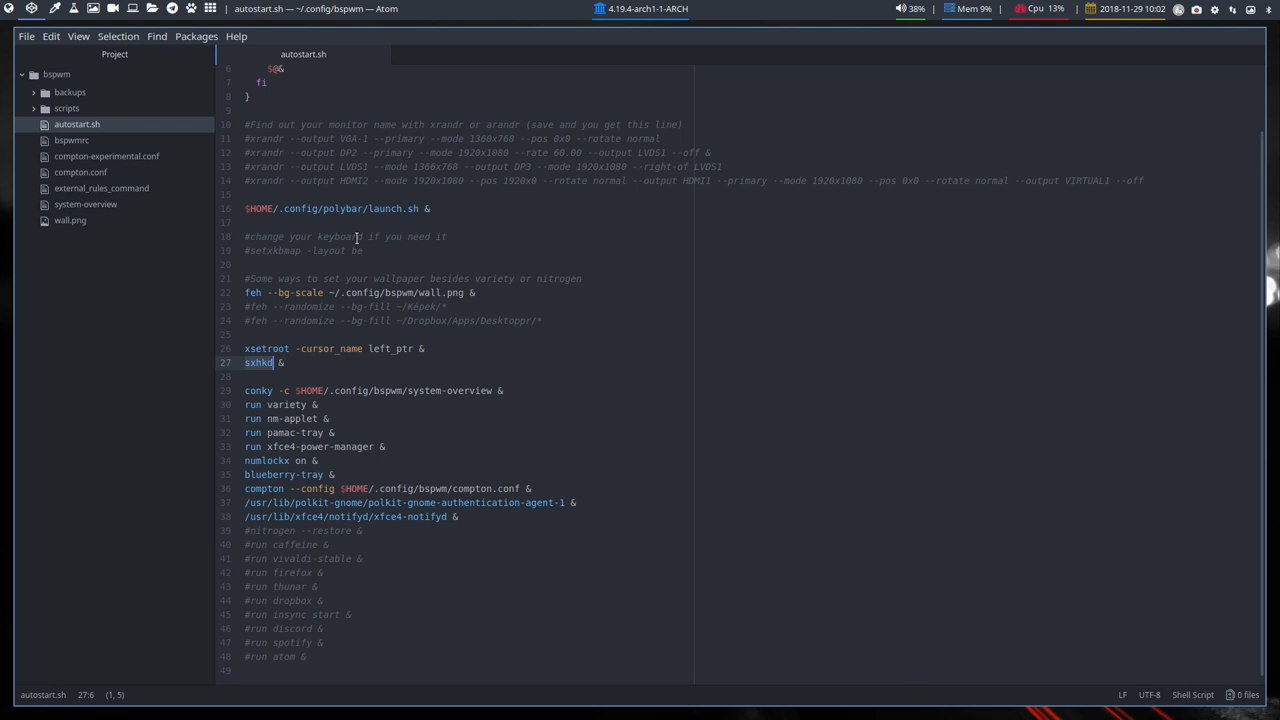 autostart.sh — ~/.config/bspwm — Atom
4.19.4-arch1-1-ARCH
38%
Mem 9%
Cpu 13%
2018-11-29 10:02
File Edit View Selection Find Packages Help
Project
autostart.sh
bspwm
backups
scripts
autostart.sh
bspwmrc
compton-experimental.conf
compton.conf
external_rules_command
system-overview
wall.png
6 $@&
7 fi
8 }
9
10 #Find out your monitor name with xrandr or arandr (save and you get this line)
11 #xrandr --output VGA-1 --primary --mode 1360x768 --pos 0x0 --rotate normal
12 #xrandr --output DP2 --primary --mode 1920x1080 --rate 60.00 --output LVDS1 --off &
13 #xrandr --output LVDS1 --mode 1366x768 --output DP3 --mode 1920x1080 --right-of LVDS1
14 #xrandr --output HDMI2 --mode 1920x1080 --pos 1920x0 --rotate normal --output HDMI1 --primary --mode 1920x1080 --pos 0x0 --rotate normal --output VIRTUAL1 --off
15
16 $HOME/.config/polybar/launch.sh &
17
18 #change your keyboard if you need it
19 #setxkbmap -layout be
20
21 #Some ways to set your wallpaper besides variety or nitrogen
22 feh --bg-scale ~/.config/bspwm/wall.png &
23 #feh --randomize --bg-fill ~/Képek/*
24 #feh --randomize --bg-fill ~/Dropbox/Apps/Desktoppr/*
25
26 xsetroot -cursor_name left_ptr &
27 sxhkd &
28
29 conky -c $HOME/.config/bspwm/system-overview &
30 run variety &
31 run nm-applet &
32 run pamac-tray &
33 run xfce4-power-manager &
34 numlockx on &
35 blueberry-tray &
36 compton --config $HOME/.config/bspwm/compton.conf &
37 /usr/lib/polkit-gnome/polkit-gnome-authentication-agent-1 &
38 /usr/lib/xfce4/notifyd/xfce4-notifyd &
39 #nitrogen --restore &
40 #run caffeine &
41 #run vivaldi-stable &
42 #run firefox &
43 #run thunar &
44 #run dropbox &
45 #run insync start &
46 #run discord &
47 #run spotify &
48 #run atom &
49
autostart.sh 27:6 (1, 5)
LF UTF-8 Shell Script 0 files